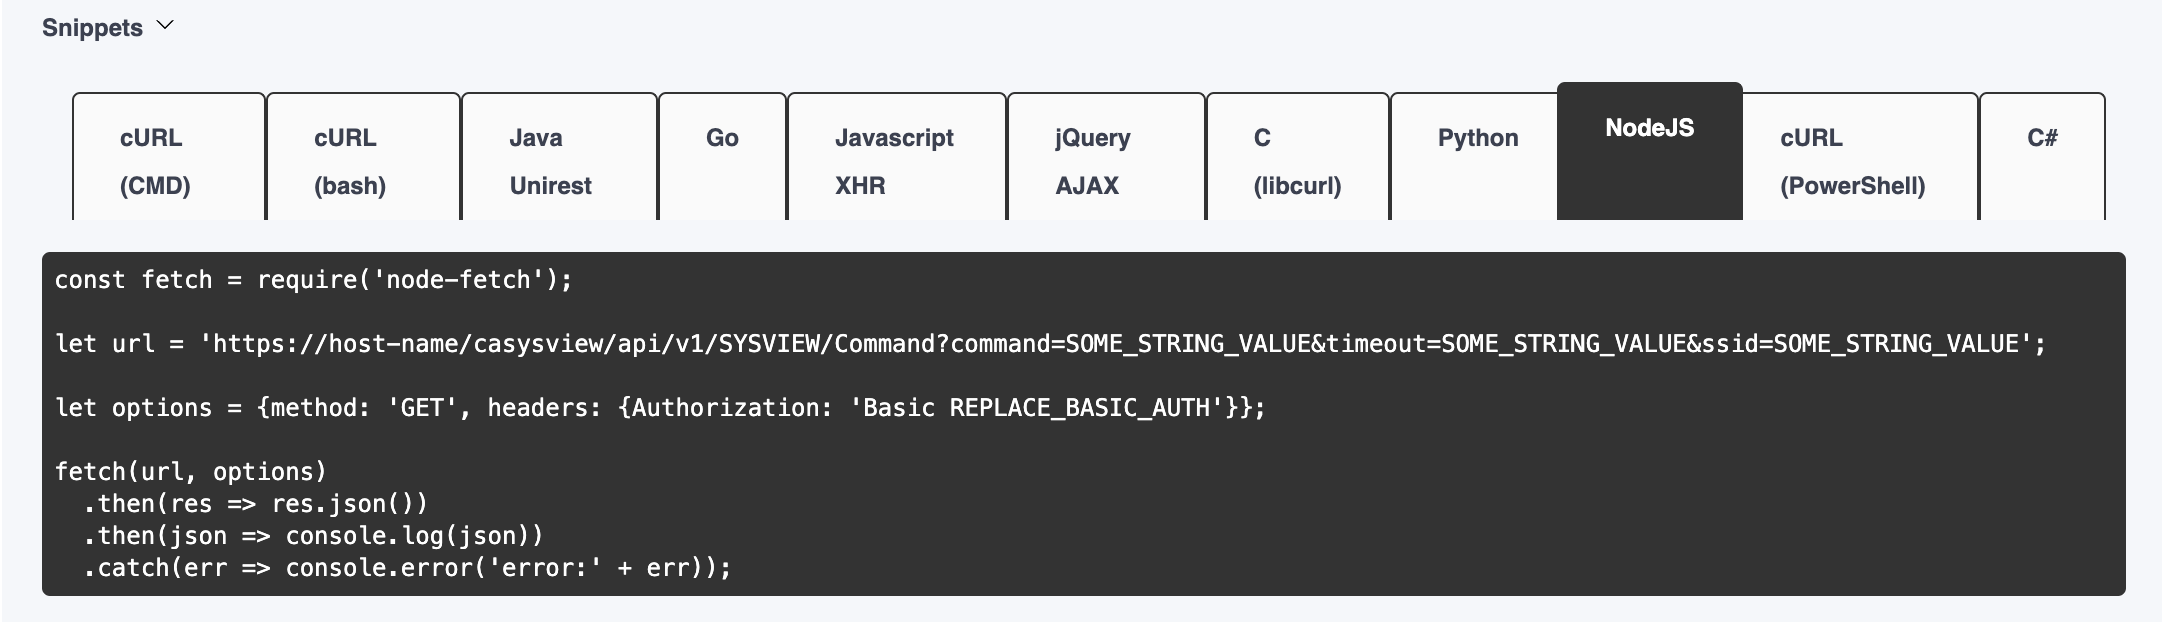 Snippets
cURL (CMD)
cURL (bash)
Java Unirest
Go
Javascript XHR
jQuery AJAX
C (libcurl)
Python
NodeJS
cURL (PowerShell)
C#
const fetch = require('node-fetch');
let url = 'https://host-name/casysview/api/v1/SYSVIEW/Command?command=SOME_STRING_VALUE&timeout=SOME_STRING_VALUE&ssid=SOME_STRING_VALUE';
let options = {method: 'GET', headers: {Authorization: 'Basic REPLACE_BASIC_AUTH'}};
fetch(url, options)
  .then(res => res.json())
  .then(json => console.log(json))
  .catch(err => console.error('error:' + err));